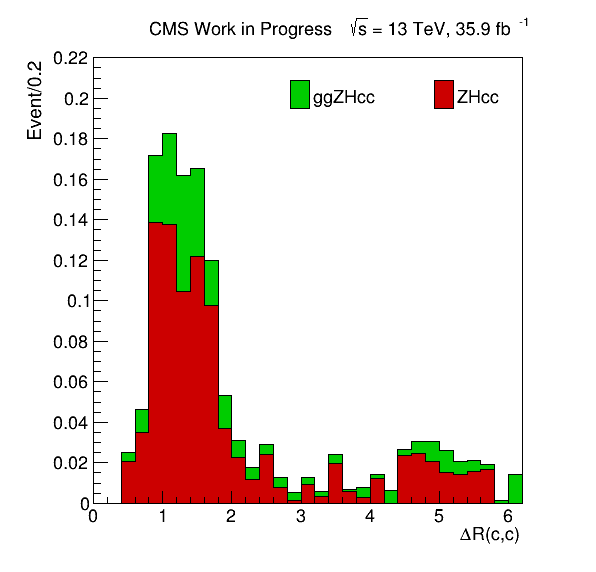 CMS Work in Progress √s = 13 TeV, 35.9 fb⁻¹
Event/0.2
ggZHcc ZHcc
0.22
0.2
0.18
0.16
0.14
0.12
0.1
0.08
0.06
0.04
0.02
0
0 1 2 3 4 5 6
ΔR(c,c)